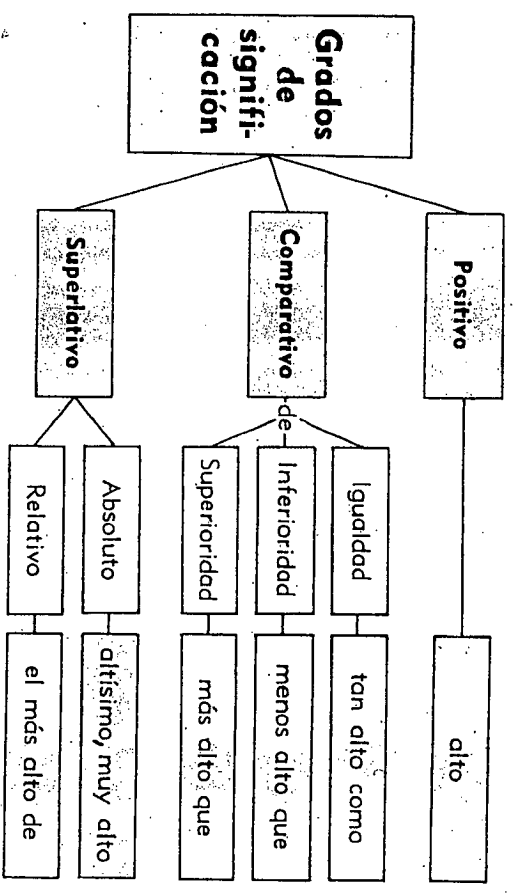 Grados
de
signifi-
cación
Positivo
alto
Comparativo
de
Igualdad
tan alto como
Inferioridad
menos alto que
Superioridad
más alto que
Superlativo
Absoluto
altísimo, muy alto
Relativo
el más alto de